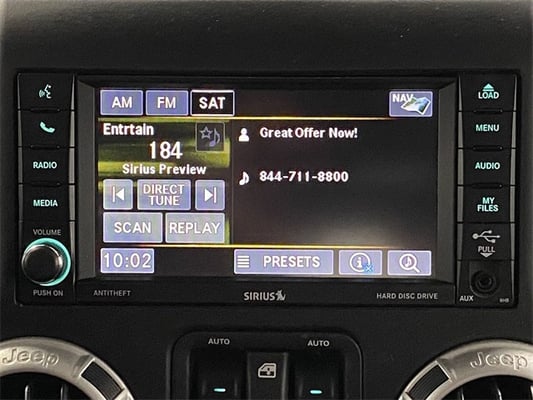 LOAD
AM FM SAT NAV
MENU
Entrtain
184
Great Offer Now!
RADIO
Sirius Preview
844-711-8800
AUDIO
DIRECT
TUNE
MEDIA
MY
FILES
SCAN REPLAY
VOLUME
PULL
10:02 PRESETS
PUSH ON
ANTITHEFT SIRIUS HARD DISC DRIVE AUX RHB
AUTO AUTO
Jeep Jeep